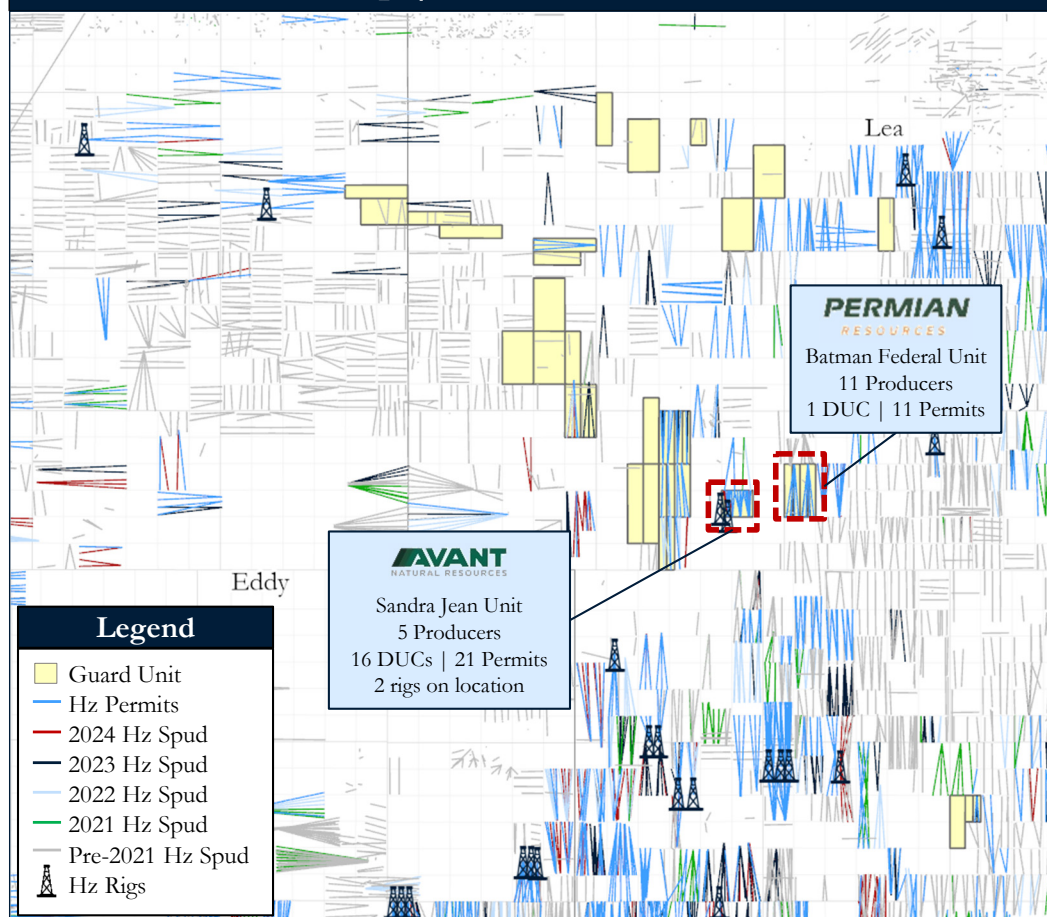 Lea
PERMIAN
RESOURCES
Batman Federal Unit
11 Producers
1 DUC | 11 Permits
AVANT
NATURAL RESOURCES
Sandra Jean Unit
5 Producers
16 DUCs | 21 Permits
2 rigs on location
Eddy
Legend
Guard Unit
Hz Permits
2024 Hz Spud
2023 Hz Spud
2022 Hz Spud
2021 Hz Spud
Pre-2021 Hz Spud
Hz Rigs